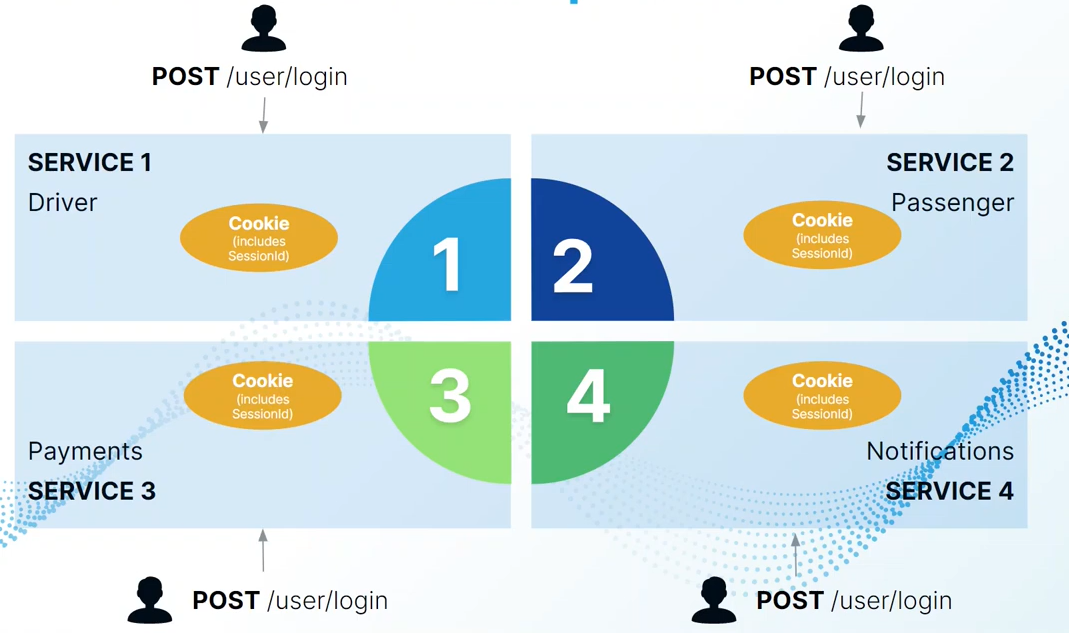 POST /user/login
POST /user/login
SERVICE 1
Driver
Cookie
(includes
SessionId)
1
SERVICE 2
Passenger
Cookie
(includes
SessionId)
2
Cookie
(includes
SessionId)
Payments
SERVICE 3
3
Cookie
(includes
SessionId)
Notifications
SERVICE 4
4
POST /user/login
POST /user/login